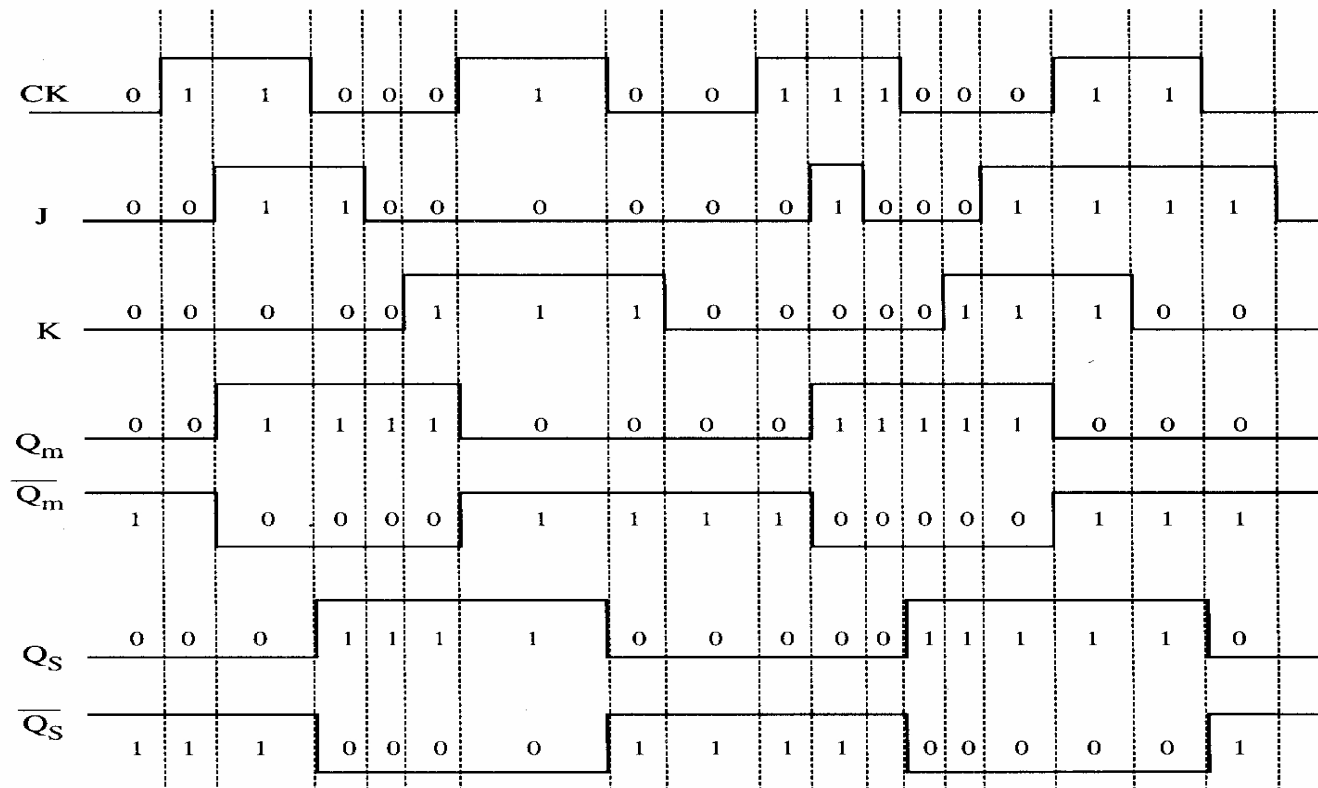 CK 0 1 1 0 0 0 1 0 0 1 1 1 0 0 0 1 1
J 0 0 1 1 0 0 0 0 0 0 1 0 0 0 1 1 1 1
K 0 0 0 0 0 1 1 1 0 0 0 0 0 1 1 1 0 0
Qm 0 0 1 1 1 1 0 0 0 0 1 1 1 1 1 0 0 0
Q̅m 1 0 0 0 0 1 1 1 1 0 0 0 0 0 1 1 1
QS 0 0 0 1 1 1 1 0 0 0 0 0 1 1 1 1 1 0
Q̅S 1 1 1 0 0 0 0 1 1 1 1 0 0 0 0 0 1